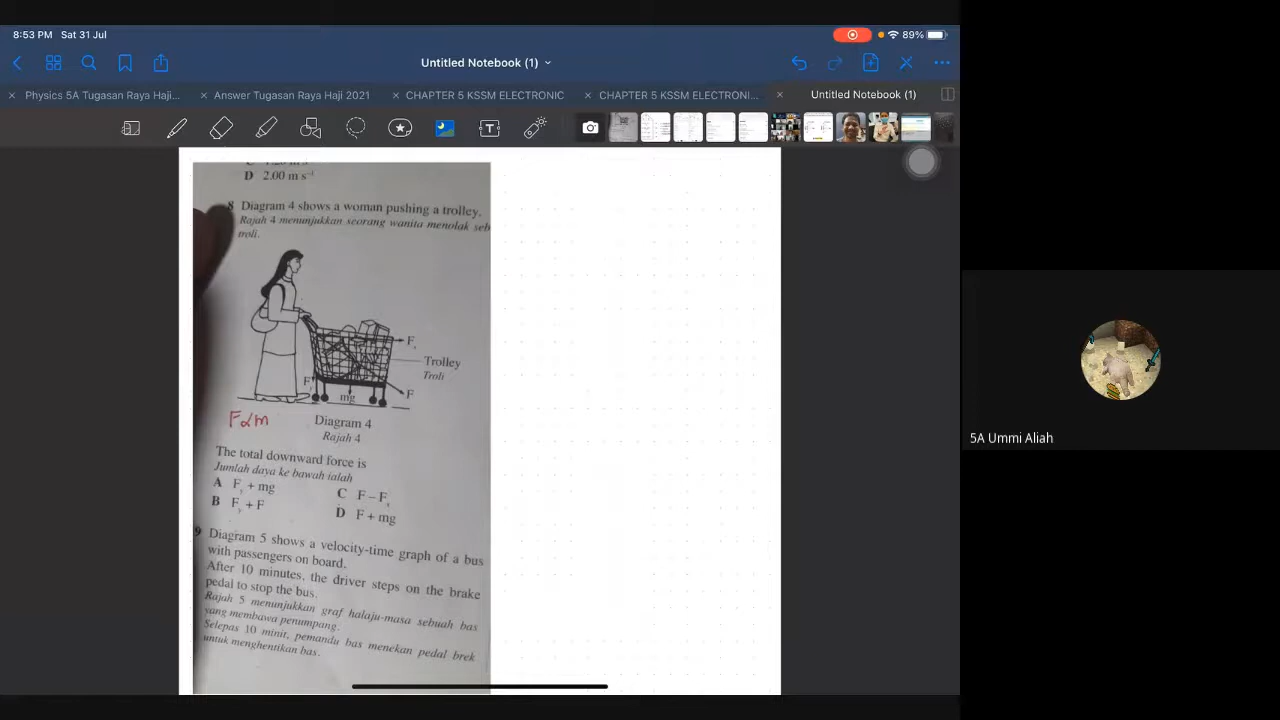 8:53 PM Sat 31 Jul
89%
Untitled Notebook (1)
Physics 5A Tugasan Raya Haji...
Answer Tugasan Raya Haji 2021
CHAPTER 5 KSSM ELECTRONIC
CHAPTER 5 KSSM ELECTRONI...
Untitled Notebook (1)
D 2.00 m s⁻¹
8 Diagram 4 shows a woman pushing a trolley.
Rajah 4 menunjukkan seorang wanita menolak seb
troli.
Fₓ
Trolley
Troli
F
F
mg
F α m
Diagram 4
Rajah 4
The total downward force is
Jumlah daya ke bawah ialah
A Fᵧ + mg
C F – Fₓ
B Fᵧ + F
D F + mg
9 Diagram 5 shows a velocity-time graph of a bus
with passengers on board.
After 10 minutes, the driver steps on the brake
pedal to stop the bus.
Rajah 5 menunjukkan graf halaju-masa sebuah bas
yang membawa penumpang.
Selepas 10 minit, pemandu bas menekan pedal brek
untuk menghentikan bas.
5A Ummi Aliah